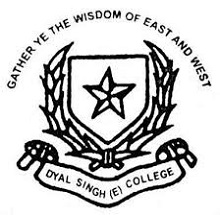 GATHER YE THE WISDOM OF EAST AND WEST
DYAL SINGH (E) COLLEGE